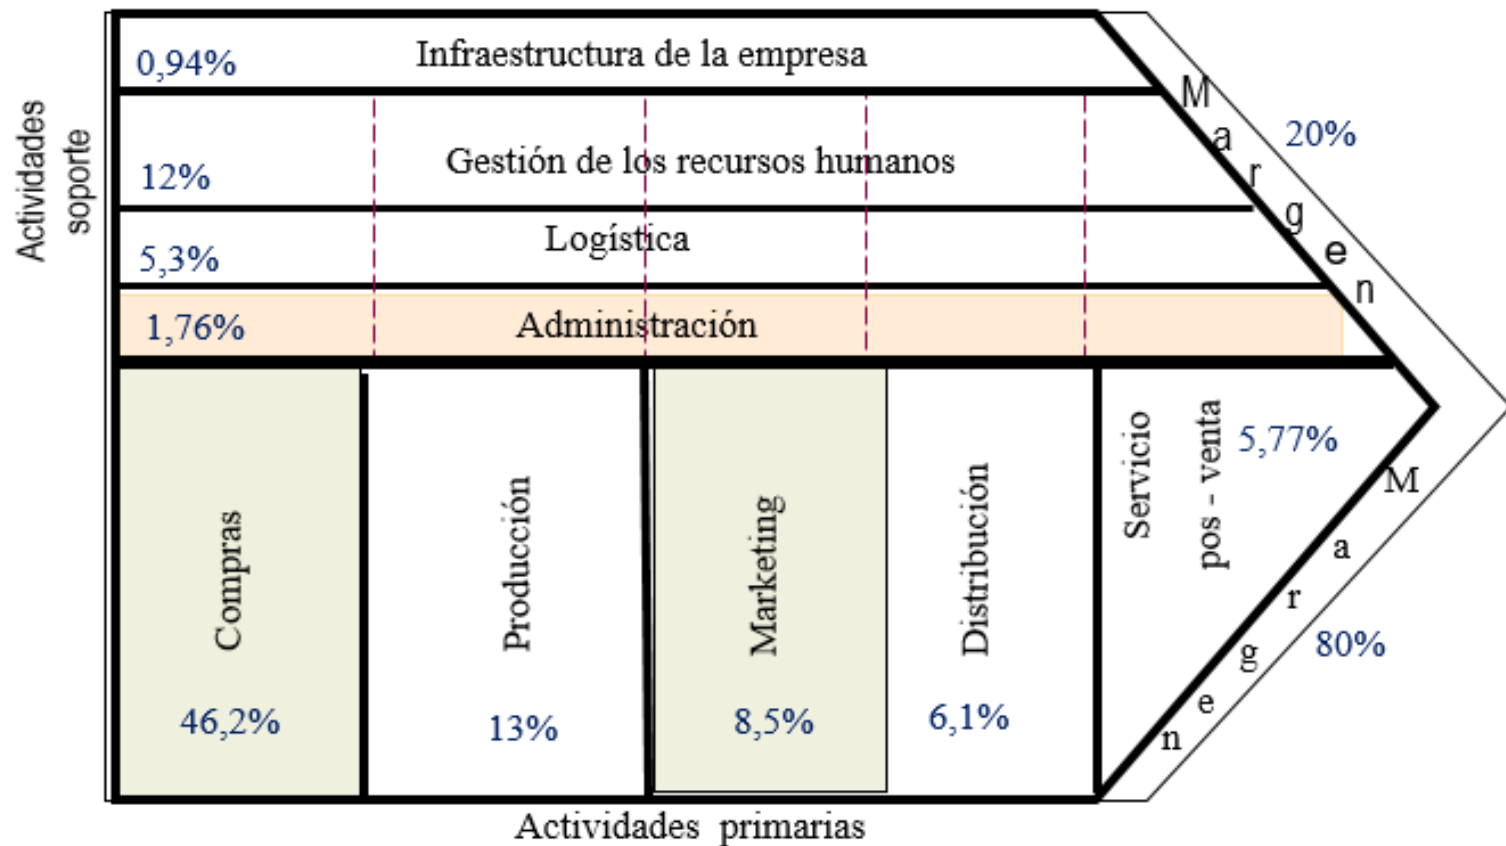 Infraestructura de la empresa
0,94%
Actividades
soporte
Gestión de los recursos humanos
12%
Logística
5,3%
Administración
1,76%
Margen
20%
Compras
46,2%
Producción
13%
Marketing
8,5%
Distribución
6,1%
Servicio
pos - venta
5,77%
Margen
80%
Actividades primarias